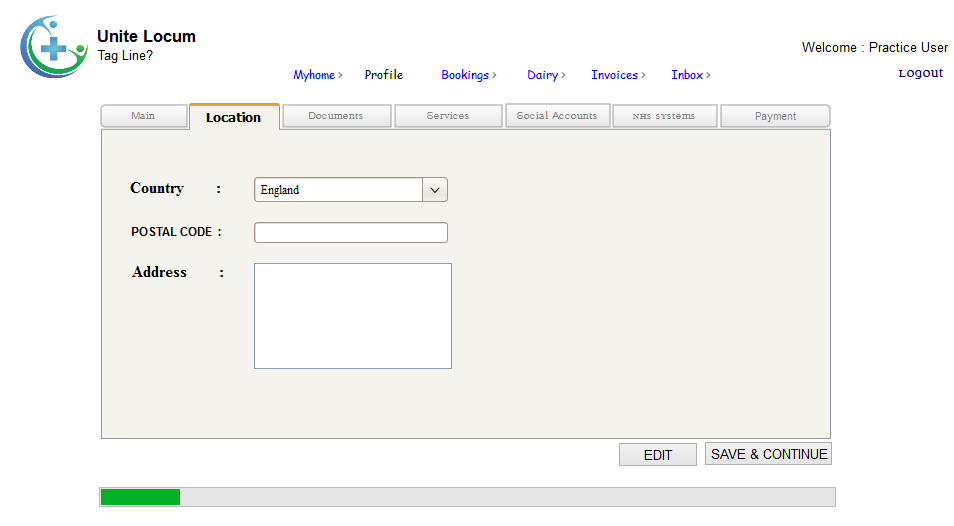 Unite Locum
Tag Line?
Welcome : Practice User
Logout
Myhome > Profile Bookings > Dairy > Invoices > Inbox >
Main Location Documents Services Social Accounts NHS SYSTEMS Payment
Country : England
POSTAL CODE :
Address :
EDIT SAVE & CONTINUE